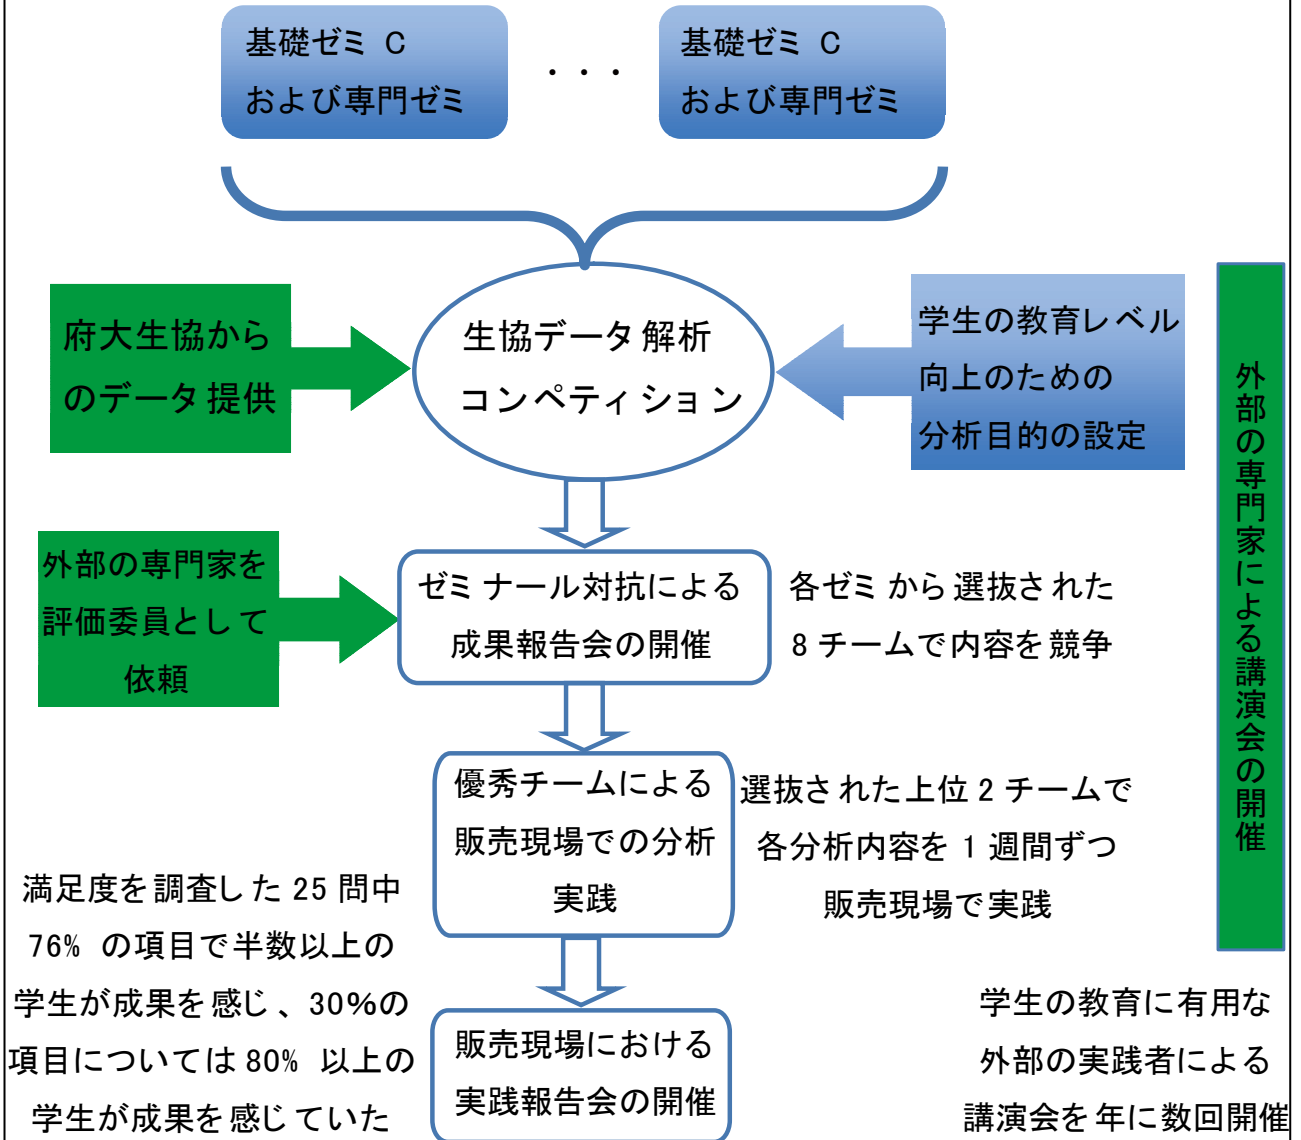 基礎ゼミ C
および専門ゼミ
・・・
基礎ゼミ C
および専門ゼミ
府大生協から
のデータ提供
生協データ解析
コンペティション
学生の教育レベル
向上のための
分析目的の設定
外部の専門家による講演会の開催
外部の専門家を
評価委員として
依頼
ゼミナール対抗による
成果報告会の開催
各ゼミから選抜された
8 チームで内容を競争
優秀チームによる
販売現場での分析
実践
選抜された上位 2 チームで
各分析内容を 1 週間ずつ
販売現場で実践
満足度を調査した 25 問中
76% の項目で半数以上の
学生が成果を感じ、30%の
項目については 80% 以上の
学生が成果を感じていた
販売現場における
実践報告会の開催
学生の教育に有用な
外部の実践者による
講演会を年に数回開催